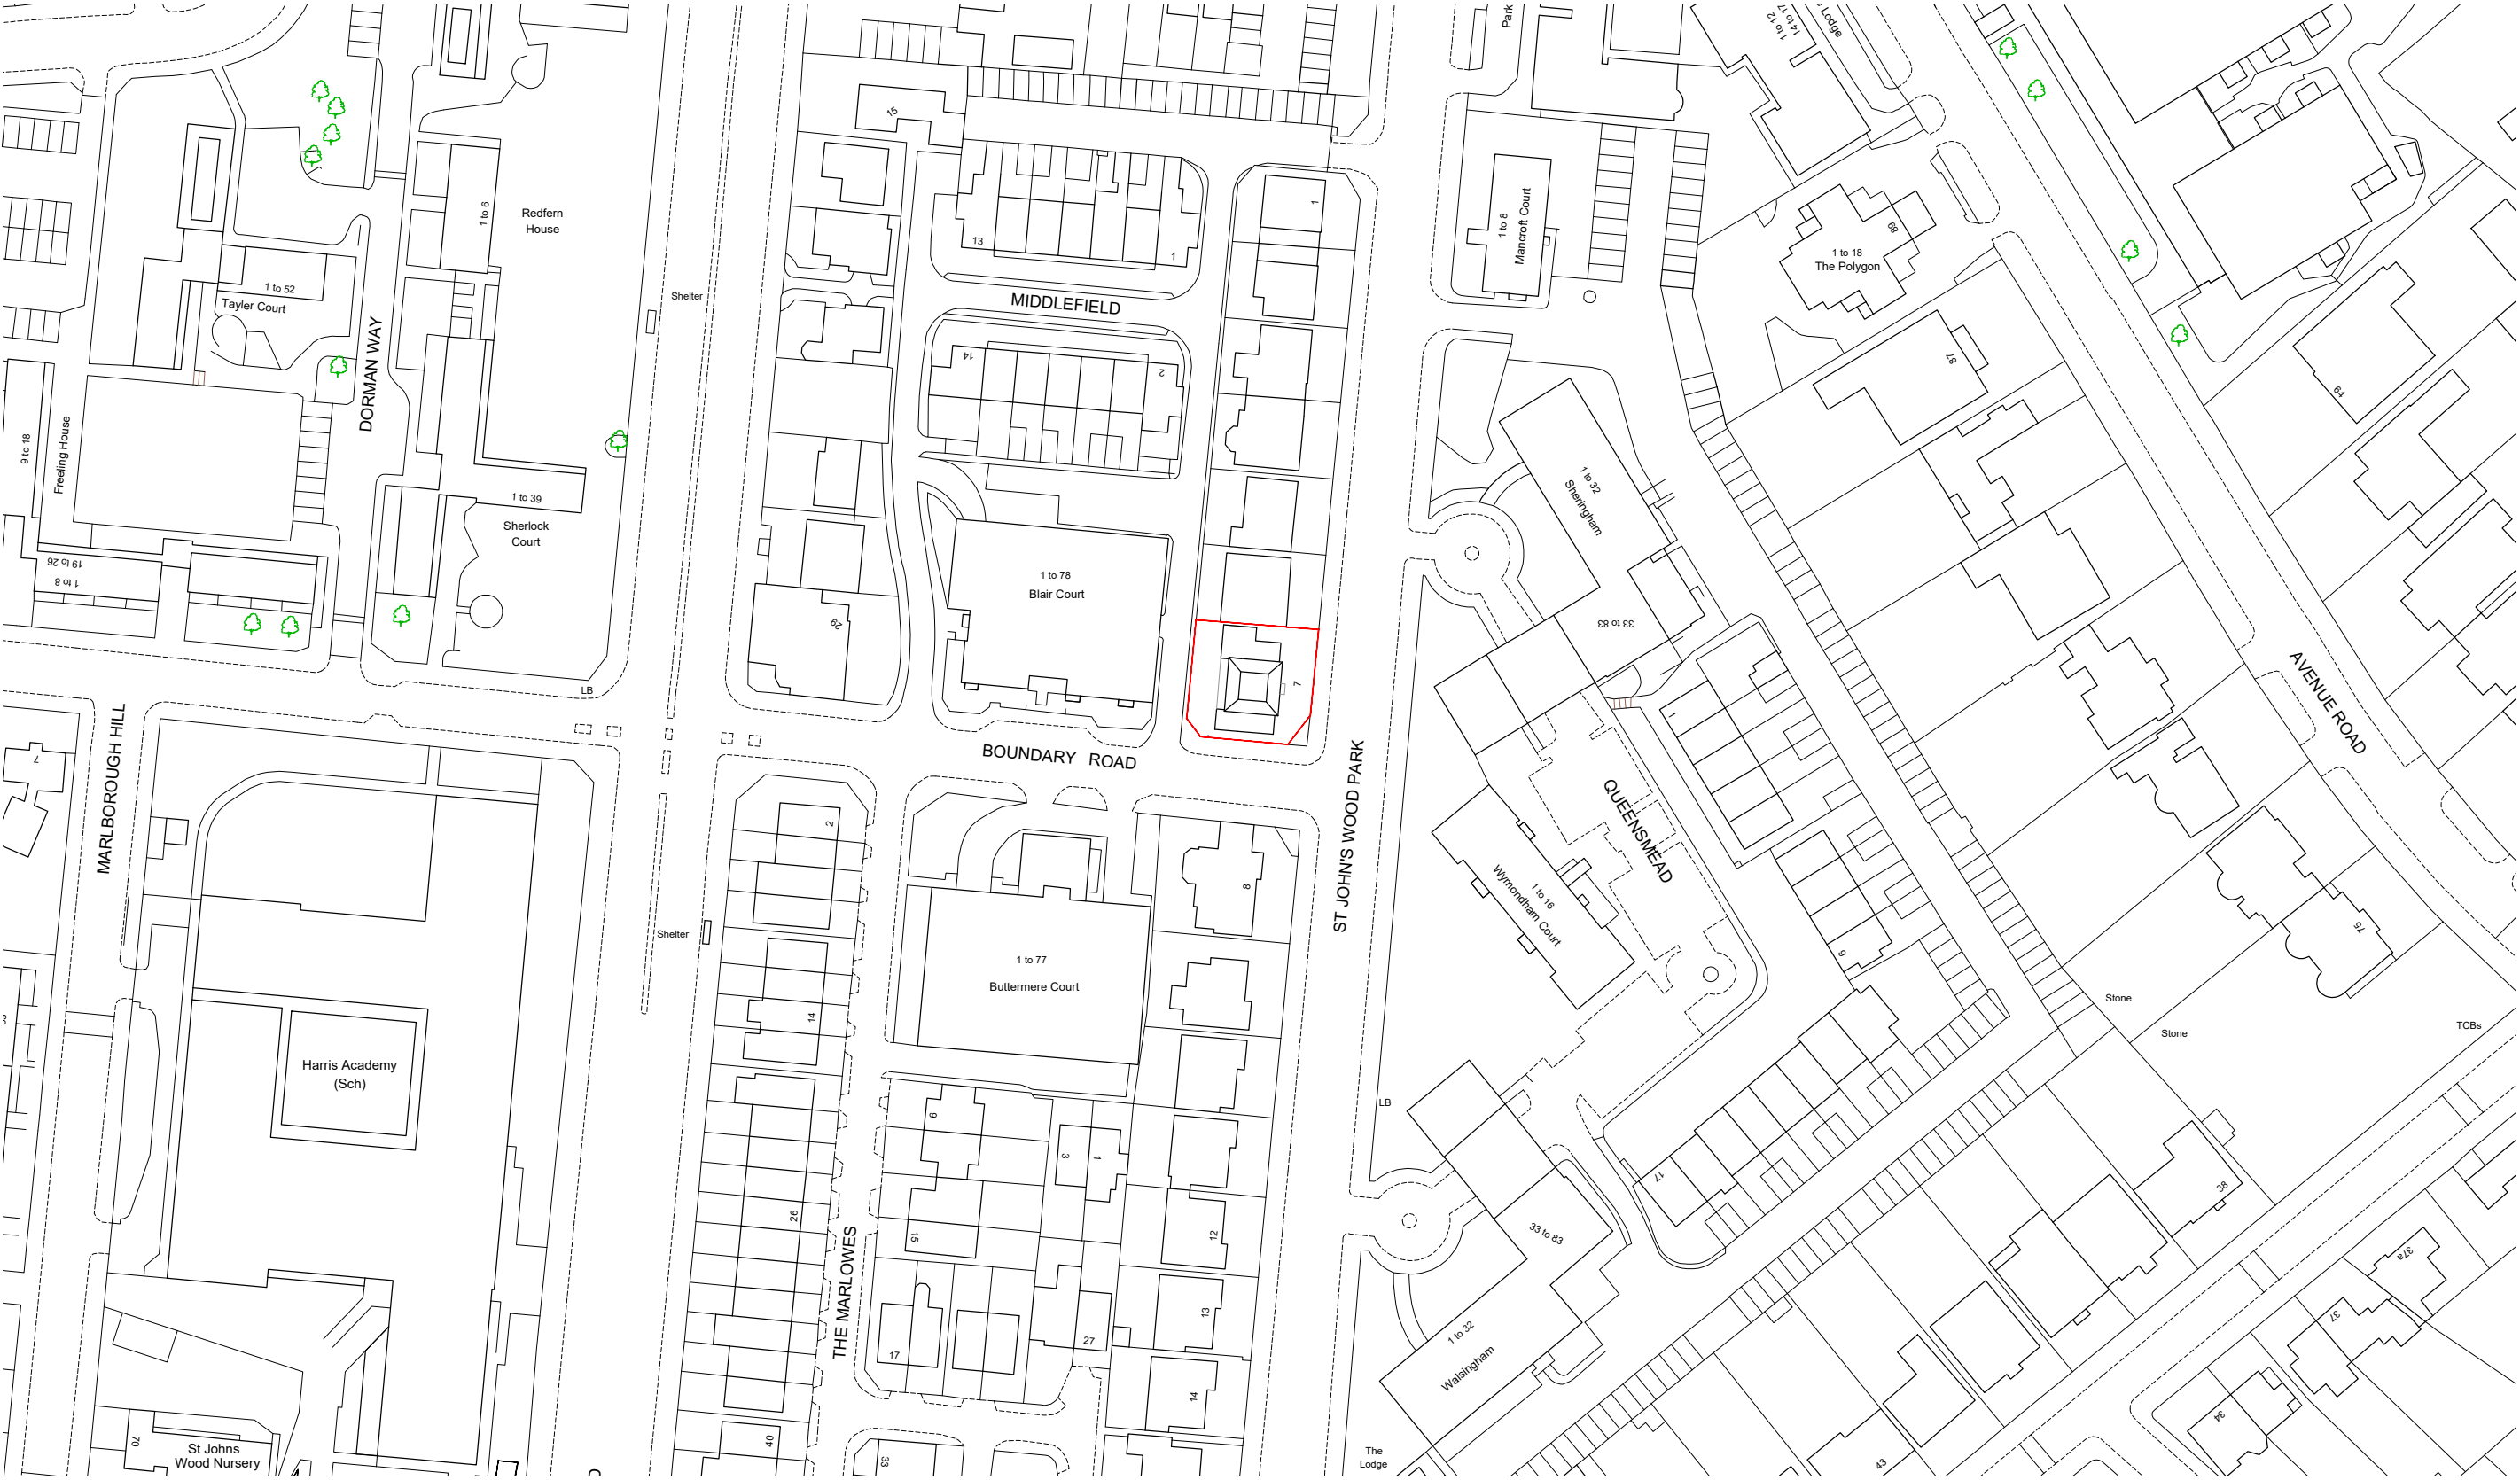 Park
1 to 12
14 to 17
Lodge
15
1 to 6
Redfern
House
1
1 to 8
Mancroft Court
88
1 to 18
The Polygon
13
1
1 to 52
Tayler Court
Shelter
MIDDLEFIELD
DORMAN WAY
14
2
87
64
9 to 18
Freeling House
1 to 39
Sherlock
Court
1 to 32
Sheringham
19 to 26
1 to 8
1 to 78
Blair Court
29
33 to 83
7
LB
1
AVENUE ROAD
MARLBOROUGH HILL
7
BOUNDARY ROAD
ST JOHN'S WOOD PARK
QUEENSMEAD
2
8
1 to 16
Wymondham Court
Shelter
1 to 77
Buttermere Court
9
75
14
Stone
Stone
TCBs
Harris Academy
(Sch)
LB
9
3
1
17
38
26
15
12
33 to 83
37a
THE MARLOWES
13
37
1 to 32
Walsingham
17
27
14
34
70
St Johns
Wood Nursery
40
33
The
Lodge
43